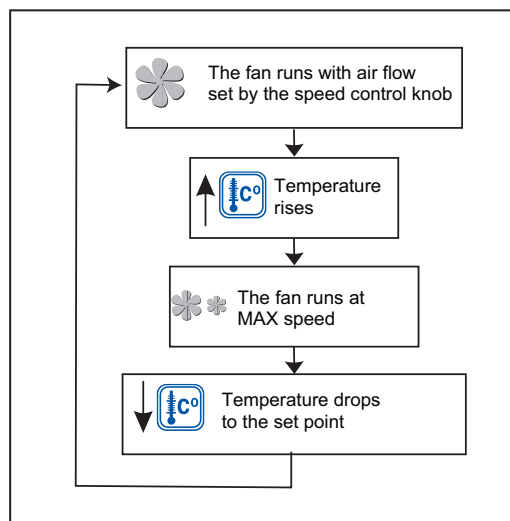 The fan runs with air flow
set by the speed control knob
C°
Temperature
rises
The fan runs at
MAX speed
C°
Temperature drops
to the set point